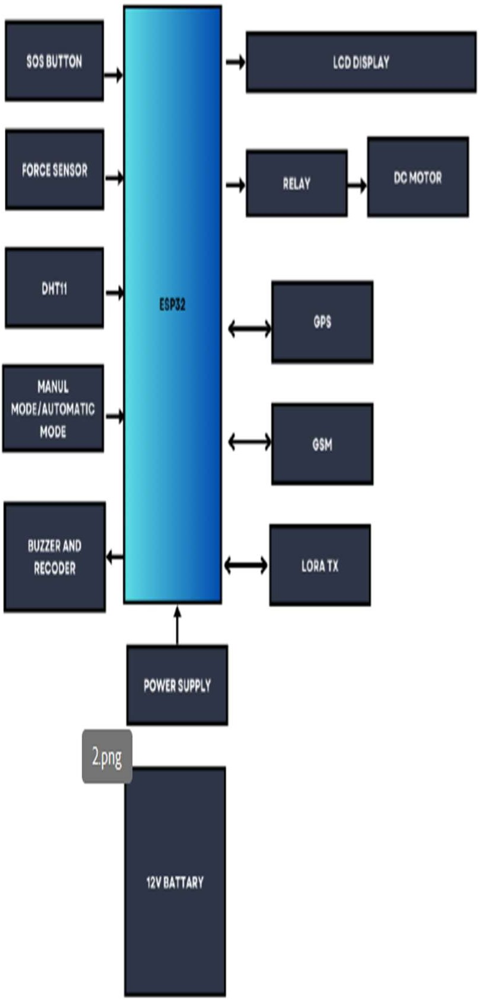 SOS BUTTON
LCD DISPLAY
FORCE SENSOR
RELAY
DC MOTOR
DHT11
ESP32
GPS
MANUL
MODE/AUTOMATIC
MODE
GSM
BUZZER AND
RECODER
LORA TX
POWER SUPPLY
2.png
12V BATTARY